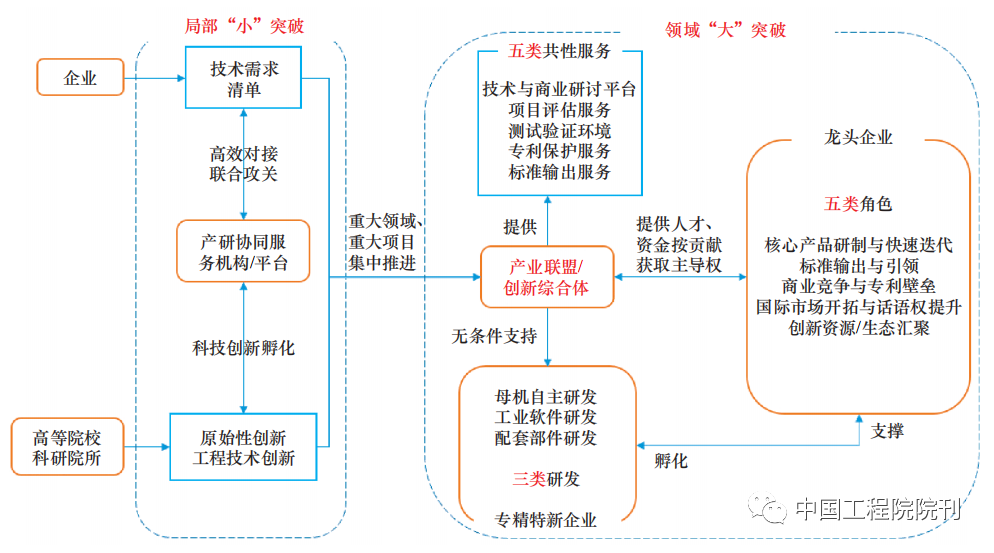 局部“小”突破
企业
技术需求
清单
高效对接
联合攻关
产研协同服
务机构/平台
科技创新孵化
高等院校
科研院所
原始性创新
工程技术创新
重大领域、
重大项目
集中推进
领域“大”突破
五类共性服务
技术与商业研讨平台
项目评估服务
测试验证环境
专利保护服务
标准输出服务
提供
产业联盟/
创新综合体
无条件支持
提供人才、
资金按贡献
获取主导权
龙头企业
五类角色
核心产品研制与快速迭代
标准输出与引领
商业竞争与专利壁垒
国际市场开拓与话语权提升
创新资源/生态汇聚
母机自主研发
工业软件研发
配套部件研发
三类研发
专精特新企业
孵化
支撑
中国工程院院刊